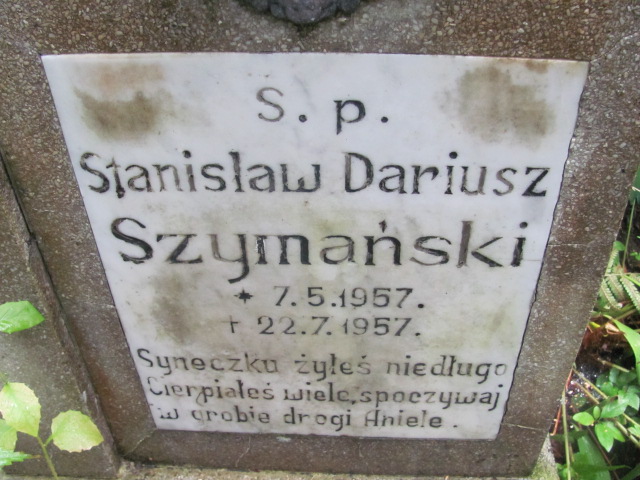 Ś. p.
Stanisław Dariusz
Szymański
* 7.5.1957.
† 22.7.1957.
Syneczku żyłeś niedługo
Cierpiałeś wiele, spoczywaj
w grobie drogi Aniele.